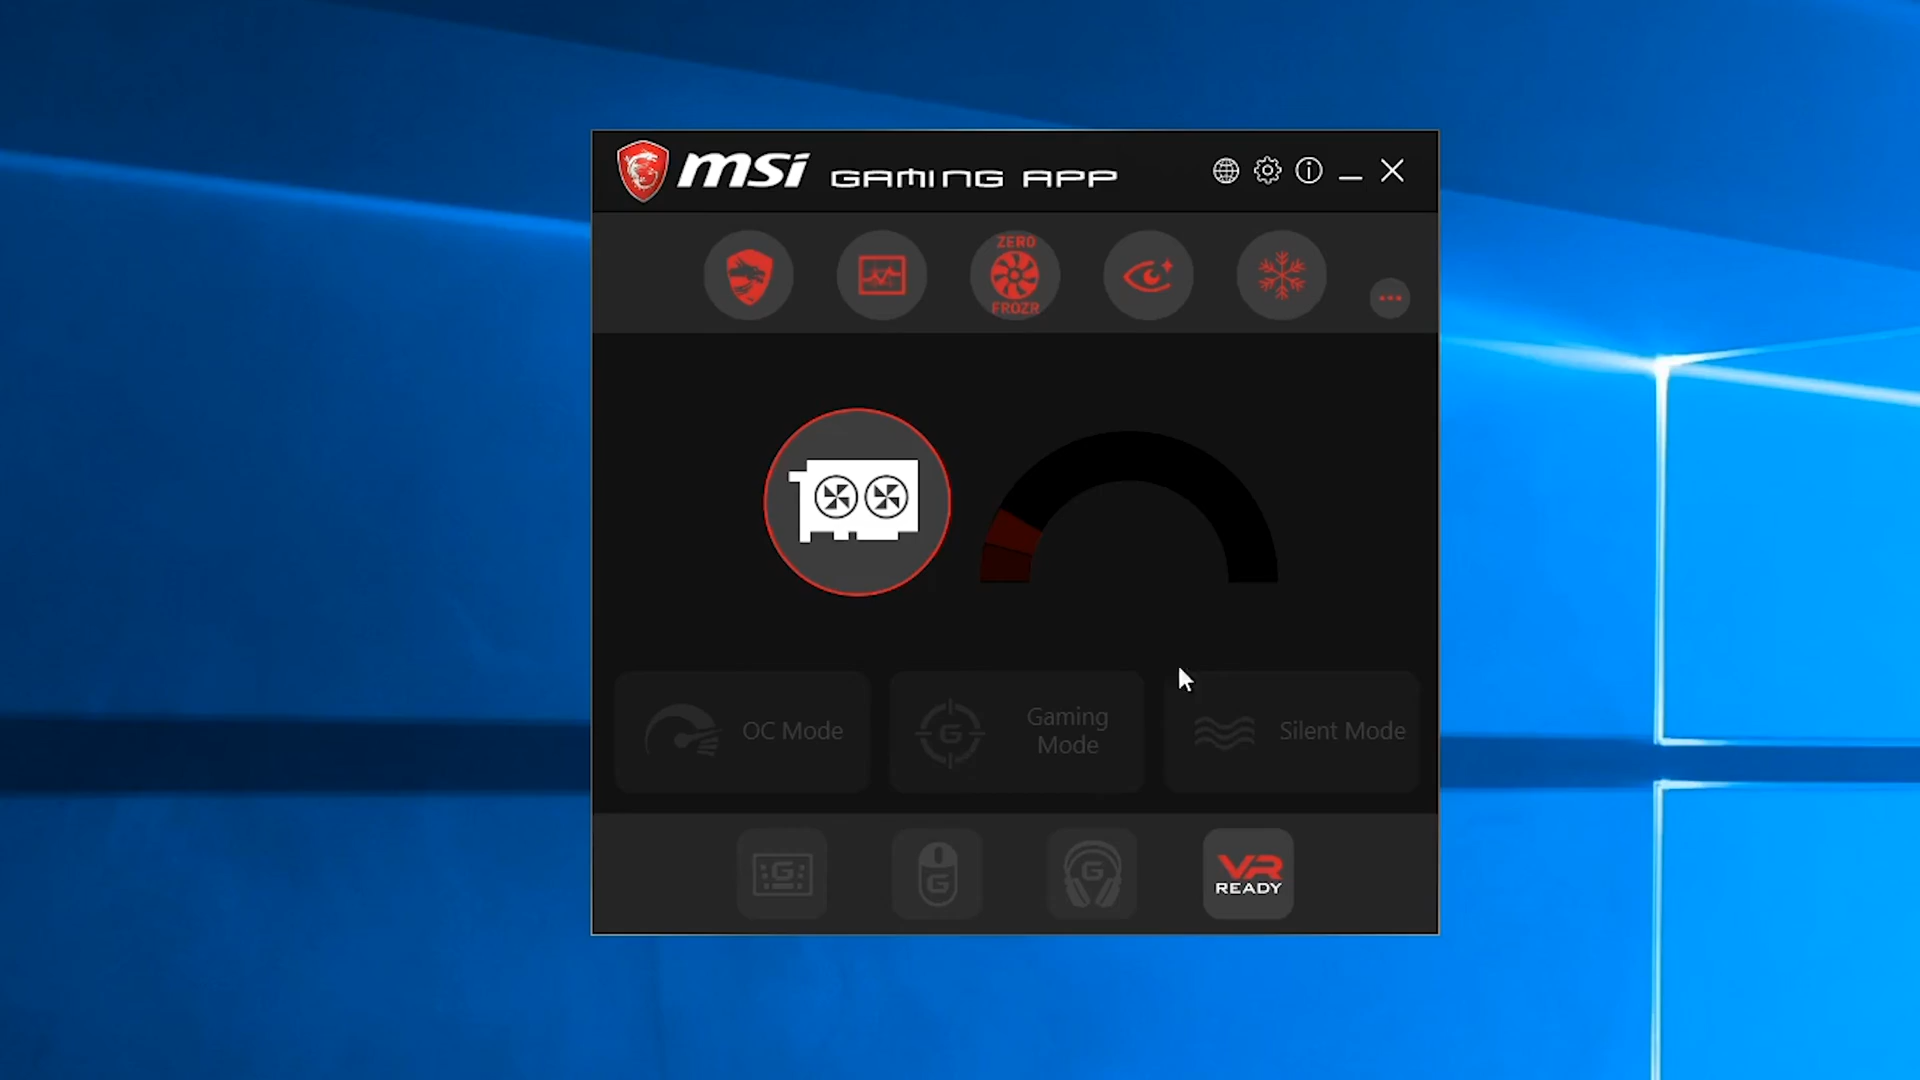 msi GAMING APP
ZERO
FROZR
OC Mode
Gaming
Mode
Silent Mode
G
G
G
G
VR
READY